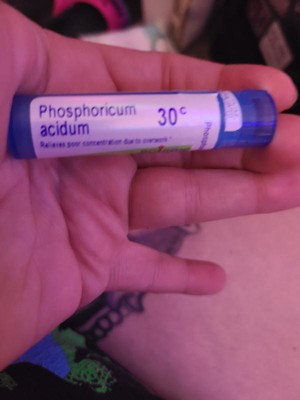 Phosphoricum
acidum
30c
Relieves poor concentration due to overwork*